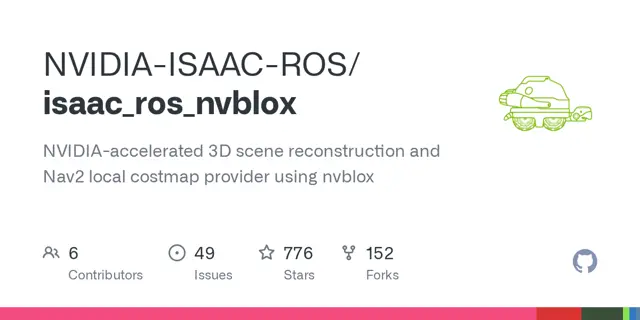 NVIDIA-ISAAC-ROS/
isaac_ros_nvblox
NVIDIA-accelerated 3D scene reconstruction and
Nav2 local costmap provider using nvblox
6 49 776 152
Contributors Issues Stars Forks